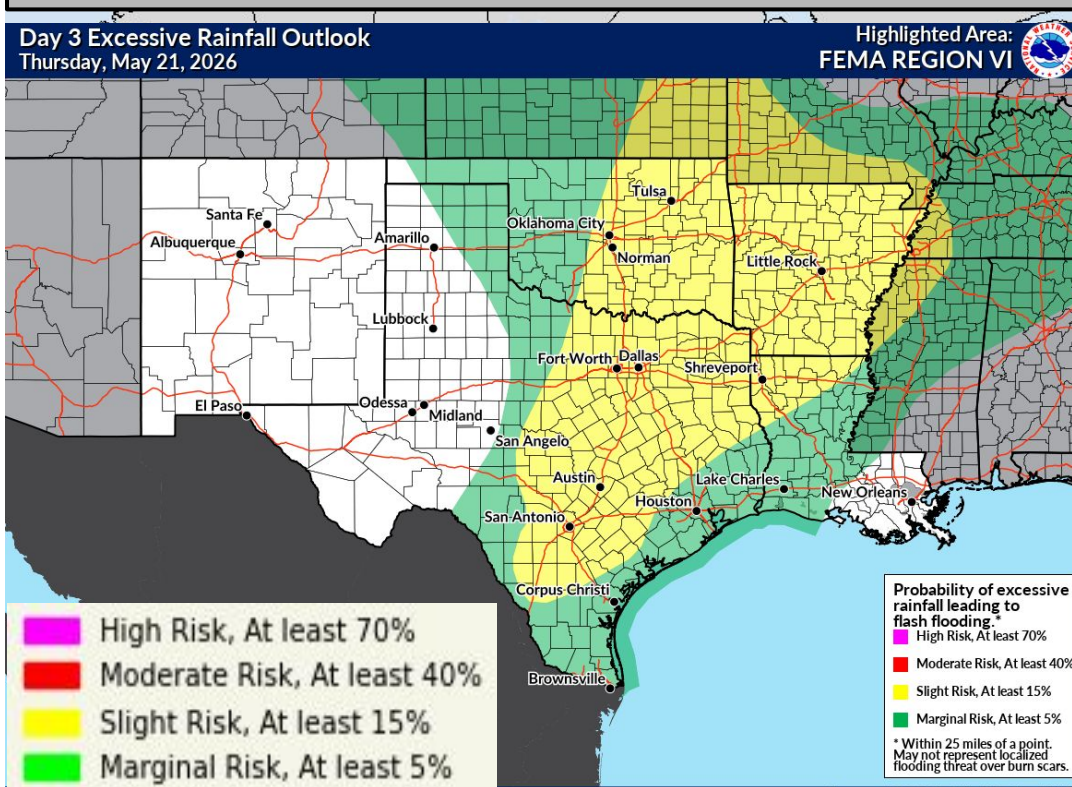 Day 3 Excessive Rainfall Outlook
Thursday, May 21, 2026
Highlighted Area:
FEMA REGION VI
Santa Fe
Albuquerque
Amarillo
Tulsa
Oklahoma City
Norman
Little Rock
Lubbock
Fort Worth
Dallas
Shreveport
El Paso
Odessa
Midland
San Angelo
Austin
Lake Charles
Houston
New Orleans
San Antonio
Corpus Christi
Brownsville
High Risk, At least 70%
Moderate Risk, At least 40%
Slight Risk, At least 15%
Marginal Risk, At least 5%
Probability of excessive
rainfall leading to
flash flooding.*
High Risk, At least 70%
Moderate Risk, At least 40%
Slight Risk, At least 15%
Marginal Risk, At least 5%
* Within 25 miles of a point.
May not represent localized
flooding threat over burn scars.